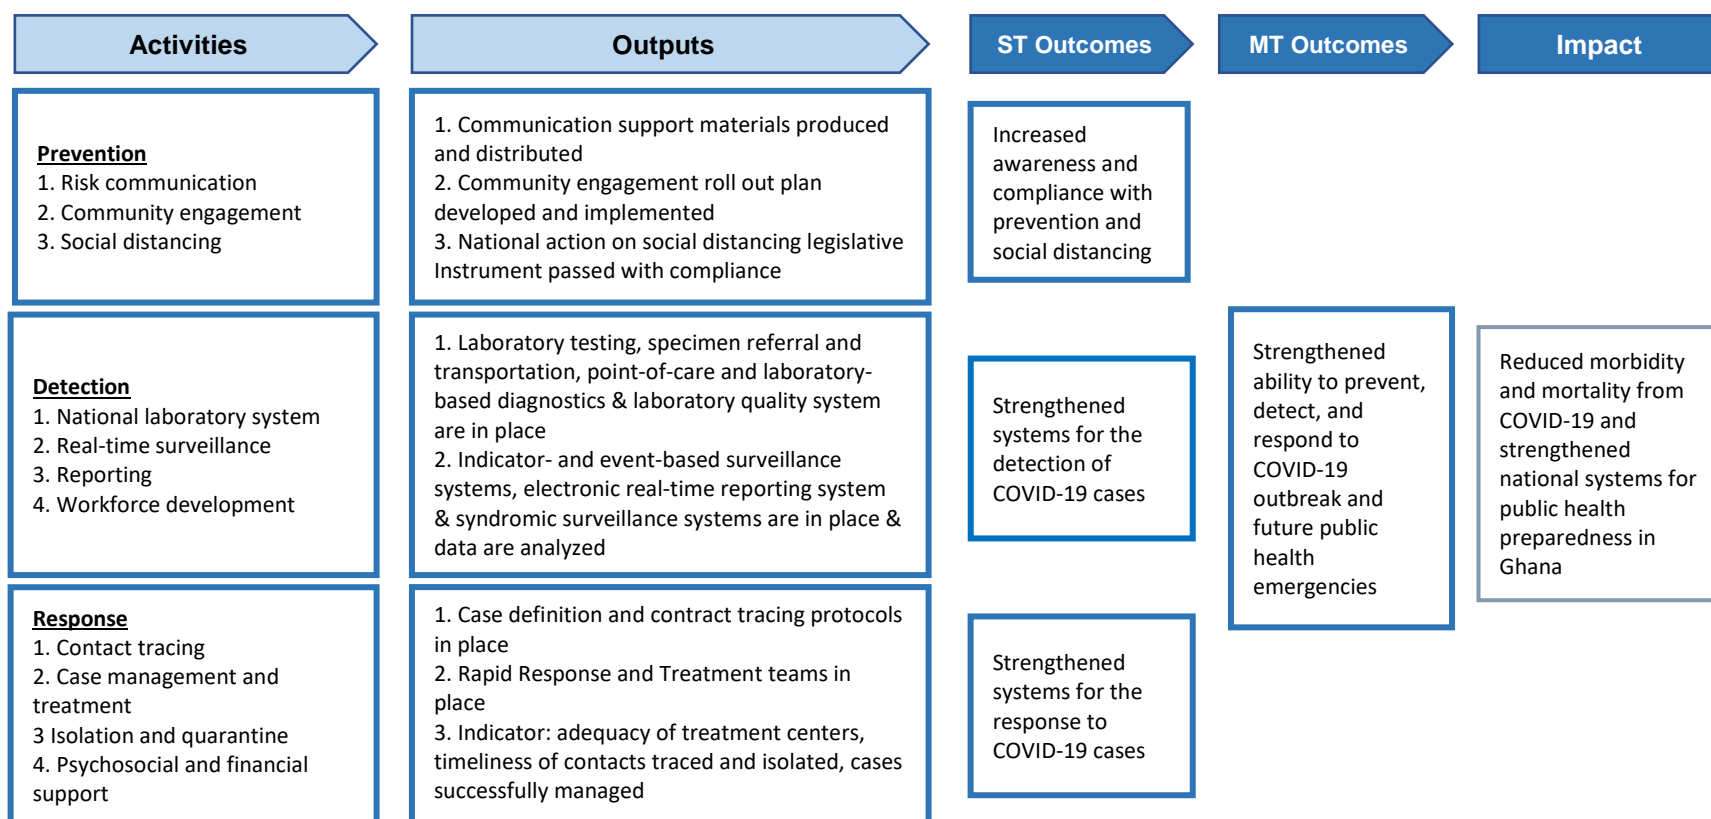 Activities
Outputs
ST Outcomes
MT Outcomes
Impact
Prevention
1. Risk communication
2. Community engagement
3. Social distancing
1. Communication support materials produced
and distributed
2. Community engagement roll out plan
developed and implemented
3. National action on social distancing legislative
Instrument passed with compliance
Increased
awareness and
compliance with
prevention and
social distancing
Detection
1. National laboratory system
2. Real-time surveillance
3. Reporting
4. Workforce development
1. Laboratory testing, specimen referral and
transportation, point-of-care and laboratory-
based diagnostics & laboratory quality system
are in place
2. Indicator- and event-based surveillance
systems, electronic real-time reporting system
& syndromic surveillance systems are in place &
data are analyzed
Strengthened
systems for the
detection of
COVID-19 cases
Strengthened
ability to prevent,
detect, and
respond to
COVID-19
outbreak and
future public
health
emergencies
Reduced morbidity
and mortality from
COVID-19 and
strengthened
national systems for
public health
preparedness in
Ghana
Response
1. Contact tracing
2. Case management and
treatment
3 Isolation and quarantine
4. Psychosocial and financial
support
1. Case definition and contract tracing protocols
in place
2. Rapid Response and Treatment teams in
place
3. Indicator: adequacy of treatment centers,
timeliness of contacts traced and isolated, cases
successfully managed
Strengthened
systems for the
response to
COVID-19 cases